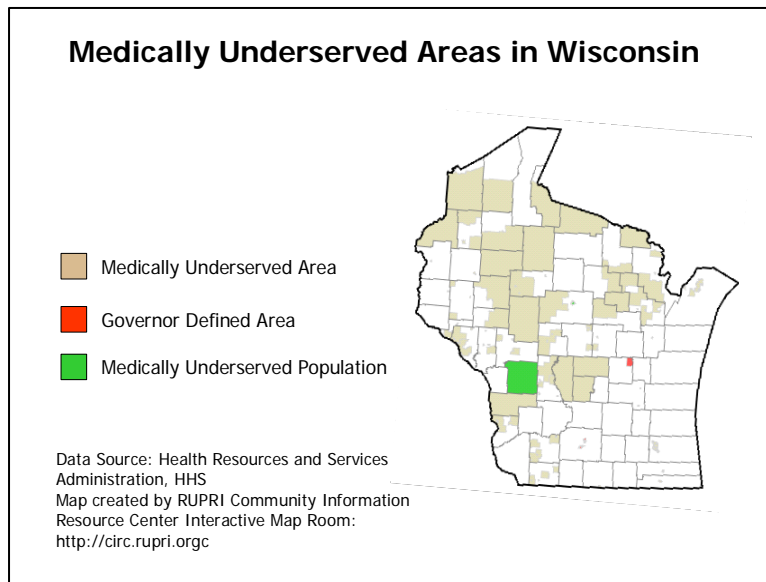 Medically Underserved Areas in Wisconsin
Medically Underserved Area
Governor Defined Area
Medically Underserved Population
Data Source: Health Resources and Services
Administration, HHS
Map created by RUPRI Community Information
Resource Center Interactive Map Room:
http://circ.rupri.orgc